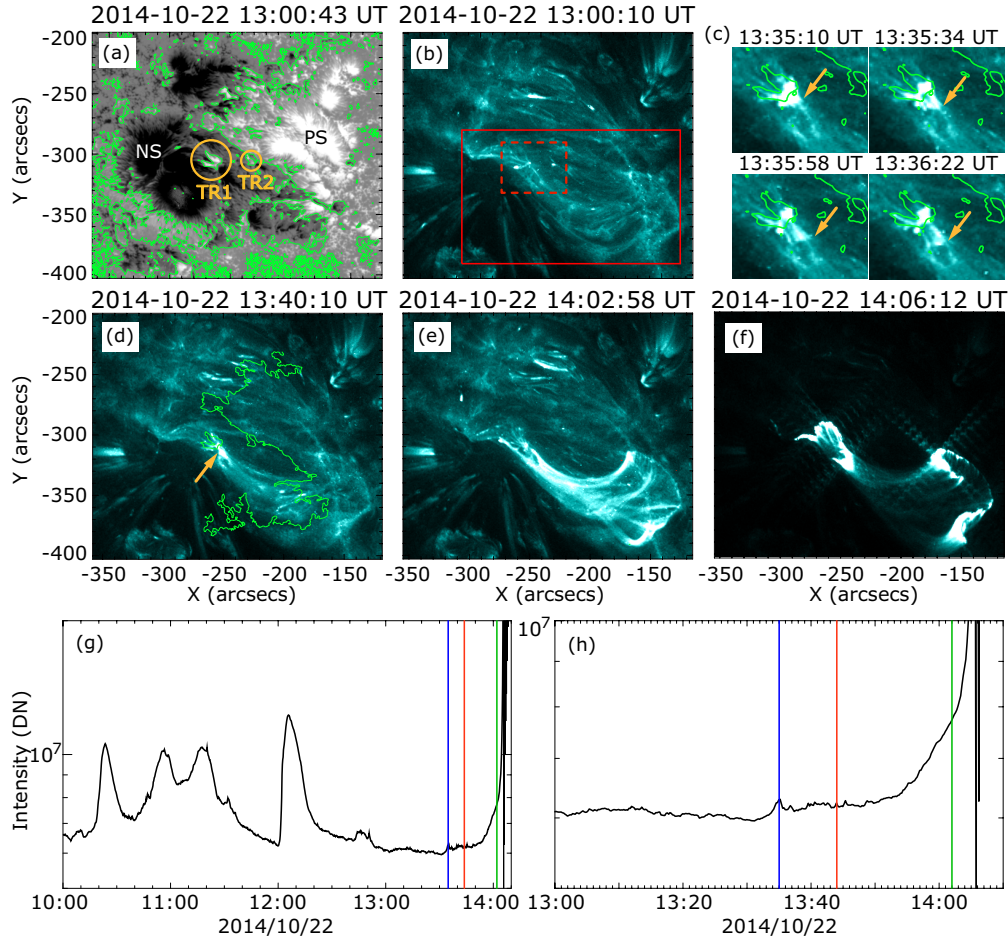 2014-10-22 13:00:43 UT
2014-10-22 13:00:10 UT
(a)
NS
PS
TR1
TR2
-200
-250
-300
-350
-400
Y (arcsecs)
(b)
(c)
13:35:10 UT
13:35:34 UT
13:35:58 UT
13:36:22 UT
2014-10-22 13:40:10 UT
2014-10-22 14:02:58 UT
2014-10-22 14:06:12 UT
(d)
(e)
(f)
-200
-250
-300
-350
-400
Y (arcsecs)
-350 -300 -250 -200 -150
X (arcsecs)
-350 -300 -250 -200 -150
X (arcsecs)
-350 -300 -250 -200 -150
X (arcsecs)
(g)
Intensity (DN)
10⁷
10:00 11:00 12:00 13:00 14:00
2014/10/22
(h)
10⁷
13:00 13:20 13:40 14:00
2014/10/22